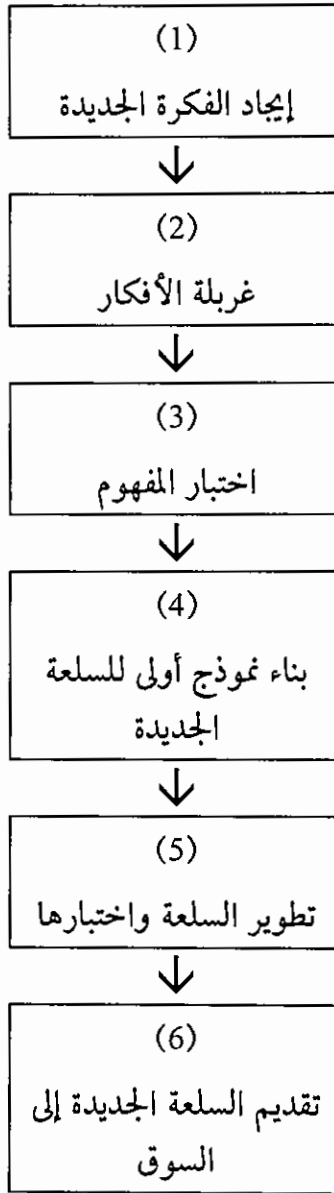 (1)
إيجاد الفكرة الجديدة
(2)
غربلة الأفكار
(3)
اختبار المفهوم
(4)
بناء نموذج أولى للسلعة
الجديدة
(5)
تطوير السلعة واختبارها
(6)
تقديم السلعة الجديدة إلى
السوق